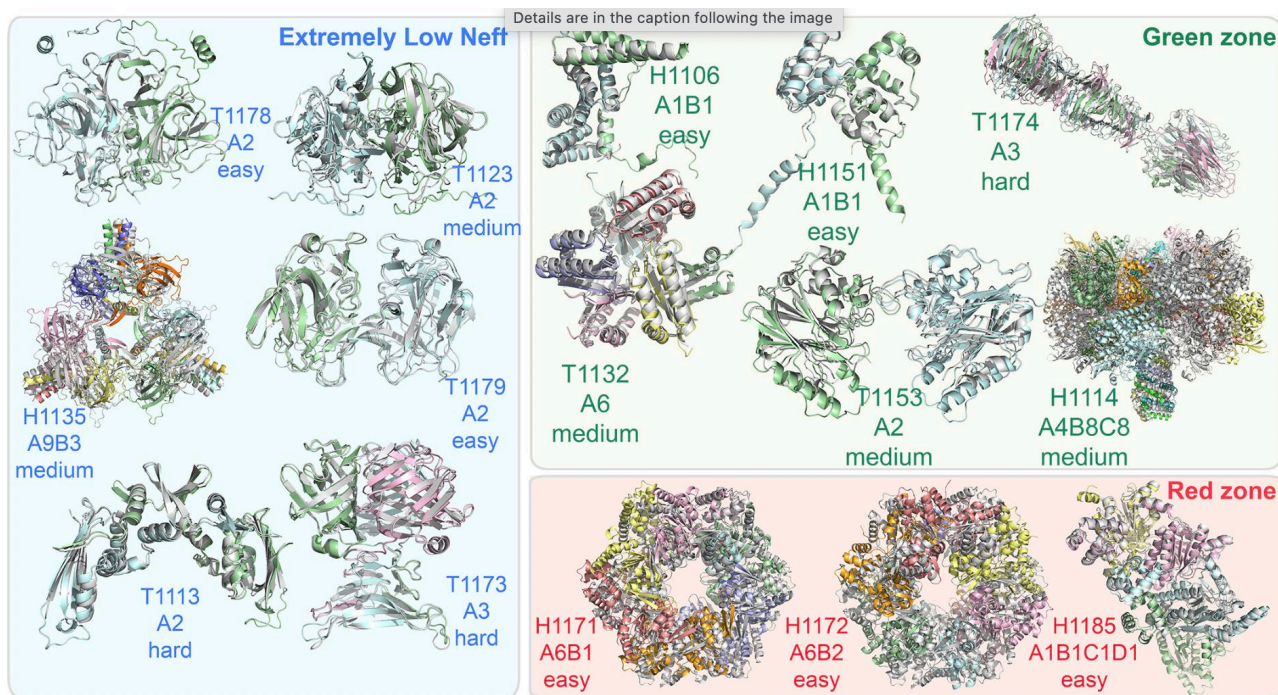 Details are in the caption following the image
Extremely Low Neff
T1178
A2
easy
T1123
A2
medium
H1135
A9B3
medium
T1179
A2
easy
T1113
A2
hard
T1173
A3
hard
Green zone
H1106
A1B1
easy
H1151
A1B1
easy
T1174
A3
hard
T1132
A6
medium
T1153
A2
medium
H1114
A4B8C8
medium
Red zone
H1171
A6B1
easy
H1172
A6B2
easy
H1185
A1B1C1D1
easy